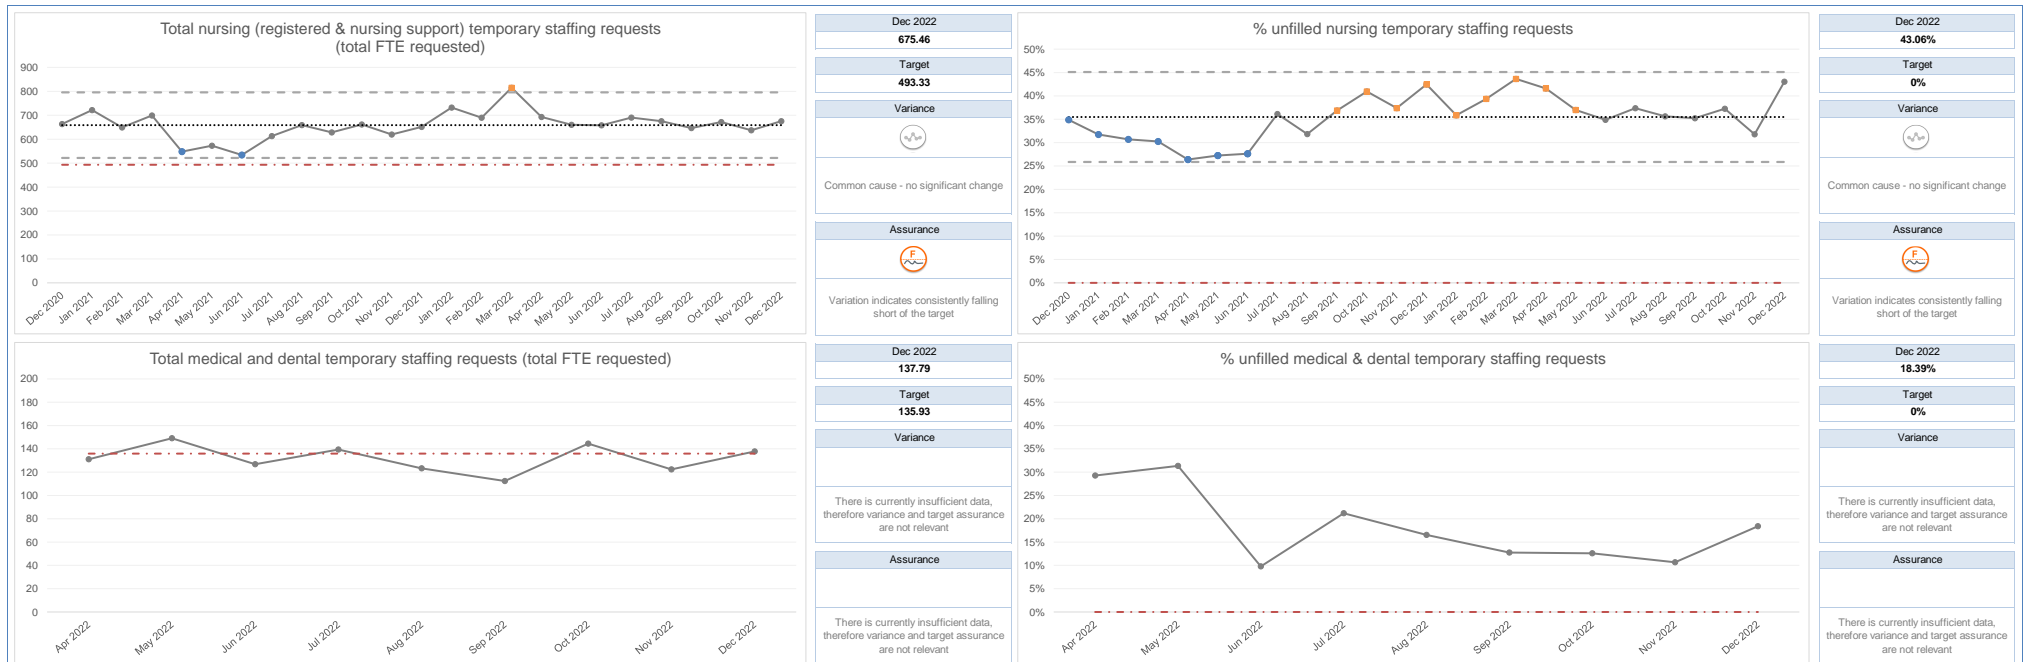 Total nursing (registered & nursing support) temporary staffing requests
(total FTE requested)
900
800
700
600
500
400
300
200
100
0
Dec 2020
Jan 2021
Feb 2021
Mar 2021
Apr 2021
May 2021
Jun 2021
Jul 2021
Aug 2021
Sep 2021
Oct 2021
Nov 2021
Dec 2021
Jan 2022
Feb 2022
Mar 2022
Apr 2022
May 2022
Jun 2022
Jul 2022
Aug 2022
Sep 2022
Oct 2022
Nov 2022
Dec 2022
Dec 2022
675.46
Target
493.33
Variance
Common cause - no significant change
Assurance
F
Variation indicates consistently falling
short of the target
% unfilled nursing temporary staffing requests
50%
45%
40%
35%
30%
25%
20%
15%
10%
5%
0%
Dec 2020
Jan 2021
Feb 2021
Mar 2021
Apr 2021
May 2021
Jun 2021
Jul 2021
Aug 2021
Sep 2021
Oct 2021
Nov 2021
Dec 2021
Jan 2022
Feb 2022
Mar 2022
Apr 2022
May 2022
Jun 2022
Jul 2022
Aug 2022
Sep 2022
Oct 2022
Nov 2022
Dec 2022
Dec 2022
43.06%
Target
0%
Variance
Common cause - no significant change
Assurance
F
Variation indicates consistently falling
short of the target
Total medical and dental temporary staffing requests (total FTE requested)
200
180
160
140
120
100
80
60
40
20
0
Apr 2022
May 2022
Jun 2022
Jul 2022
Aug 2022
Sep 2022
Oct 2022
Nov 2022
Dec 2022
Dec 2022
137.79
Target
135.93
Variance
There is currently insufficient data,
therefore variance and target assurance
are not relevant
Assurance
There is currently insufficient data,
therefore variance and target assurance
are not relevant
% unfilled medical & dental temporary staffing requests
50%
45%
40%
35%
30%
25%
20%
15%
10%
5%
0%
Apr 2022
May 2022
Jun 2022
Jul 2022
Aug 2022
Sep 2022
Oct 2022
Nov 2022
Dec 2022
Dec 2022
18.39%
Target
0%
Variance
There is currently insufficient data,
therefore variance and target assurance
are not relevant
Assurance
There is currently insufficient data,
therefore variance and target assurance
are not relevant